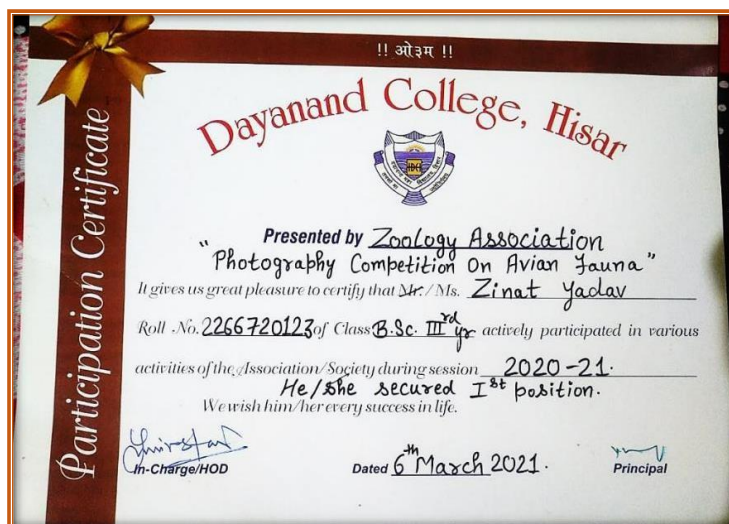 !! ओ३म् !!
Dayanand College, Hisar
Participation Certificate
Presented by Zoology Association
"Photography Competition On Avian Fauna"
It gives us great pleasure to certify that Mr./Ms. Zinat Yadav
Roll No. 2266720123 of Class B.Sc. IIIrd yr actively participated in various
activities of the Association/Society during session 2020-21.
He/she secured Ist position.
We wish him/her every success in life.
In-Charge/HOD
Dated 6th March 2021.
Principal